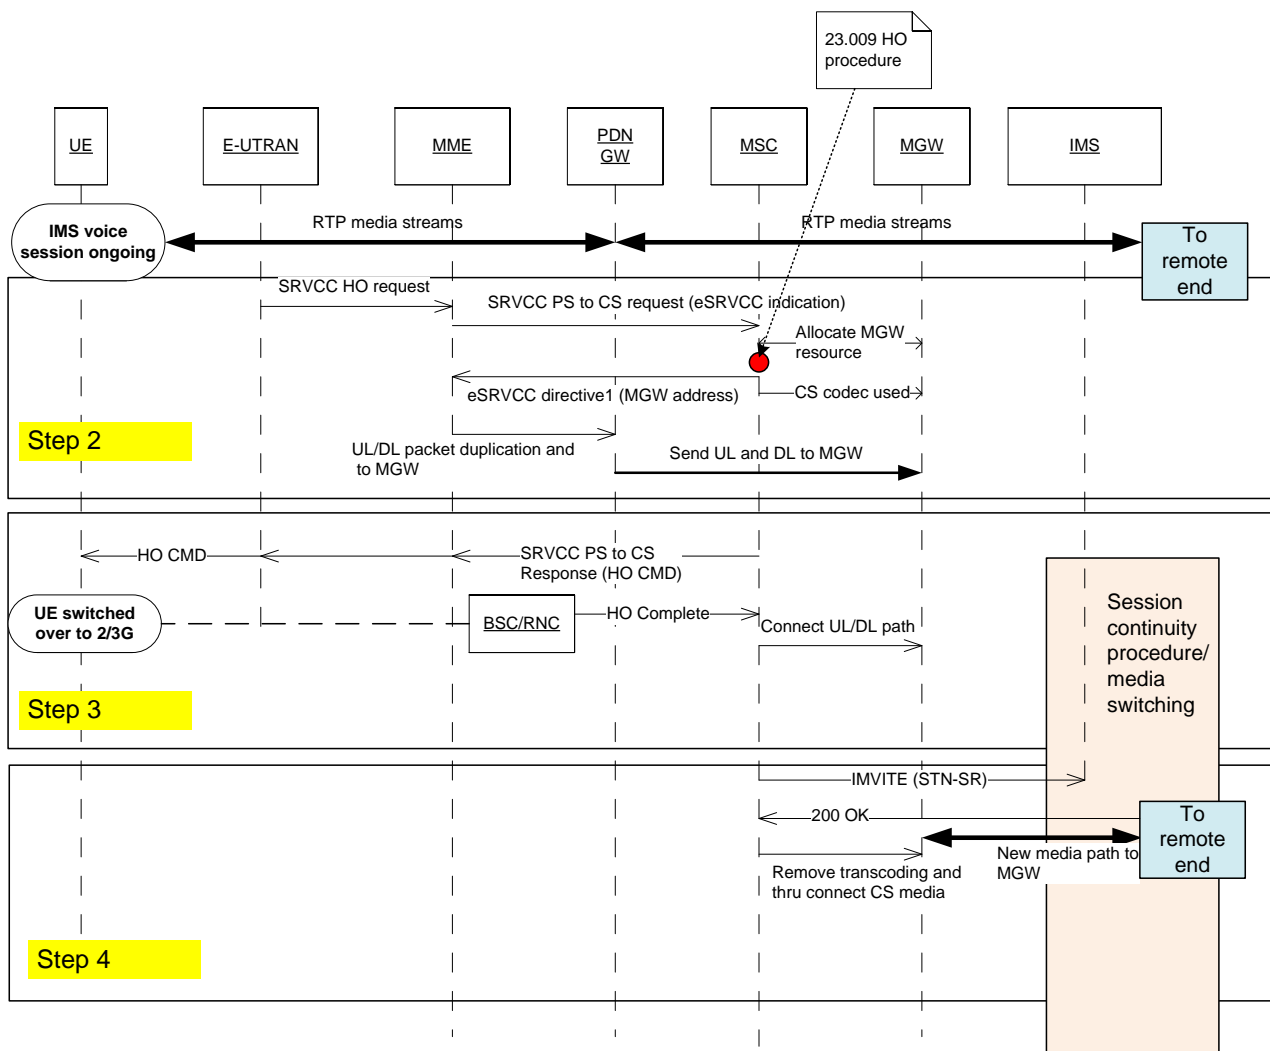 23.009 HO
procedure
UE
E-UTRAN
MME
PDN
GW
MSC
MGW
IMS
IMS voice
session ongoing
RTP media streams
RTP media streams
To
remote
end
SRVCC HO request
SRVCC PS to CS request (eSRVCC indication)
Allocate MGW
resource
eSRVCC directive1 (MGW address)
CS codec used
Step 2
UL/DL packet duplication and
to MGW
Send UL and DL to MGW
HO CMD
SRVCC PS to CS
Response (HO CMD)
UE switched
over to 2/3G
BSC/RNC
HO Complete
Connect UL/DL path
Session
continuity
procedure/
media
switching
Step 3
IMVITE (STN-SR)
200 OK
To
remote
end
New media path to
MGW
Remove transcoding and
thru connect CS media
Step 4